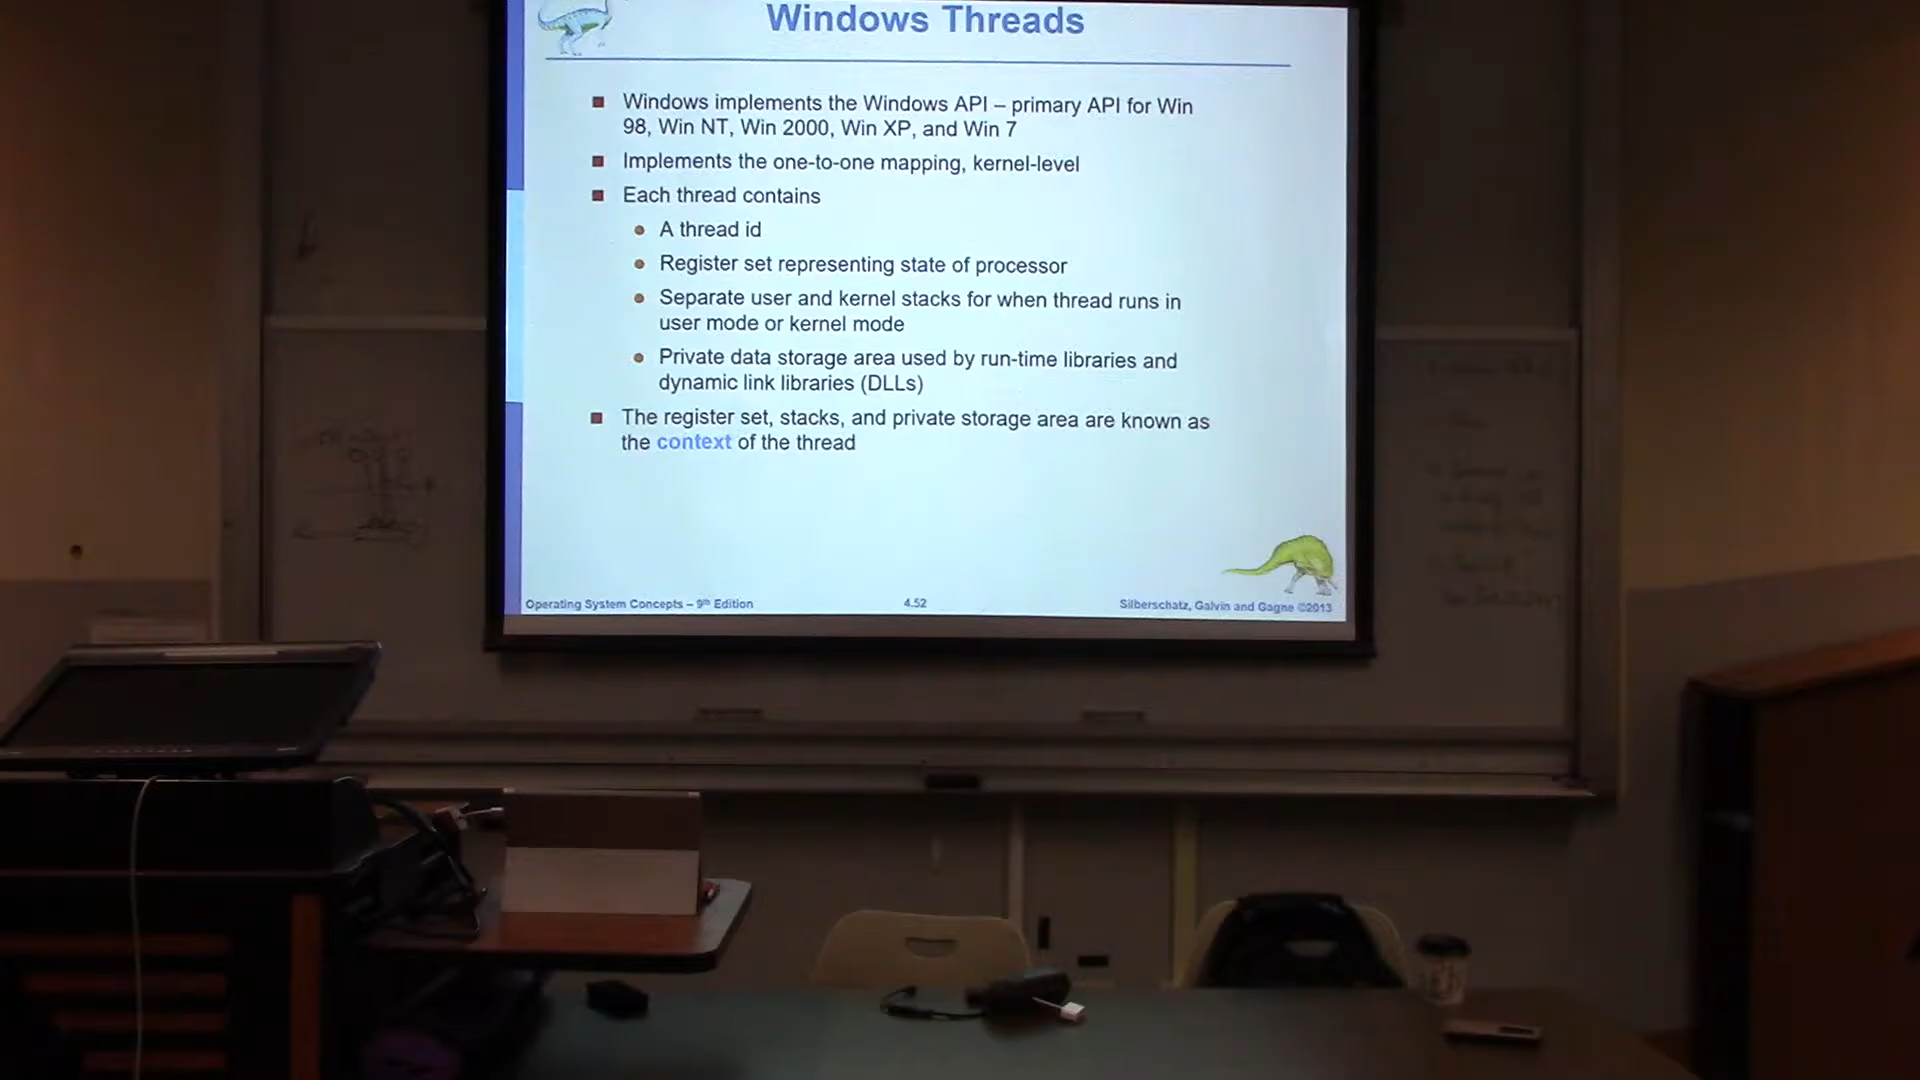 Windows Threads
Windows implements the Windows API – primary API for Win
98, Win NT, Win 2000, Win XP, and Win 7
Implements the one-to-one mapping, kernel-level
Each thread contains
A thread id
Register set representing state of processor
Separate user and kernel stacks for when thread runs in
user mode or kernel mode
Private data storage area used by run-time libraries and
dynamic link libraries (DLLs)
The register set, stacks, and private storage area are known as
the context of the thread
Operating System Concepts – 9th Edition
4.52
Silberschatz, Galvin and Gagne ©2013